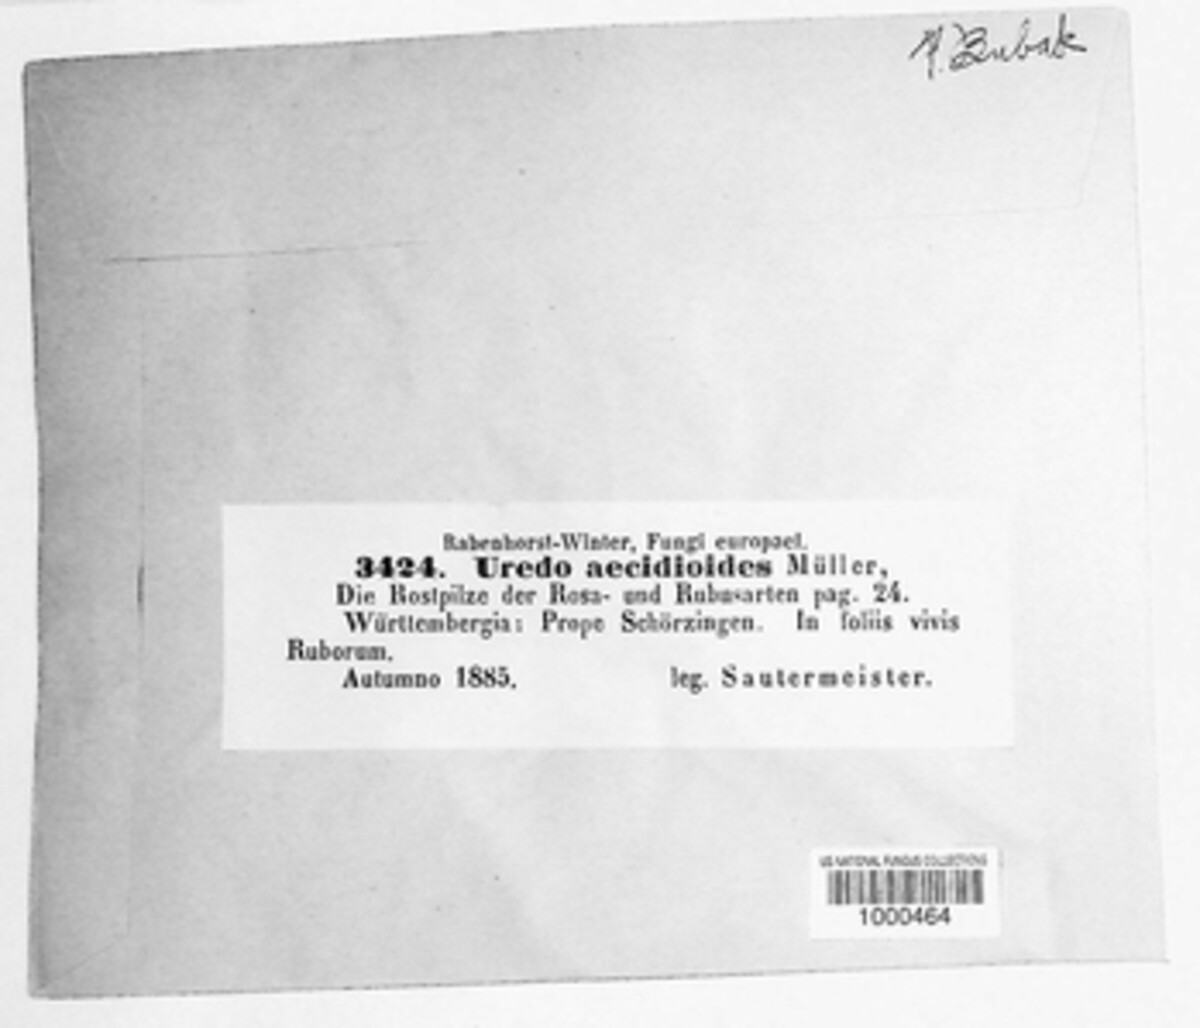 Bubak
Rabenhorst-Winter, Fungi europaei.
3424. Uredo aecidioides Müller,
Die Rostpilze der Rosa- und Rubusarten pag. 24.
Württembergia: Prope Schörzingen. In foliis vivis
Ruborum.
Autumno 1885. leg. Sautermeister.
US NATIONAL FUNGUS COLLECTIONS
1000464